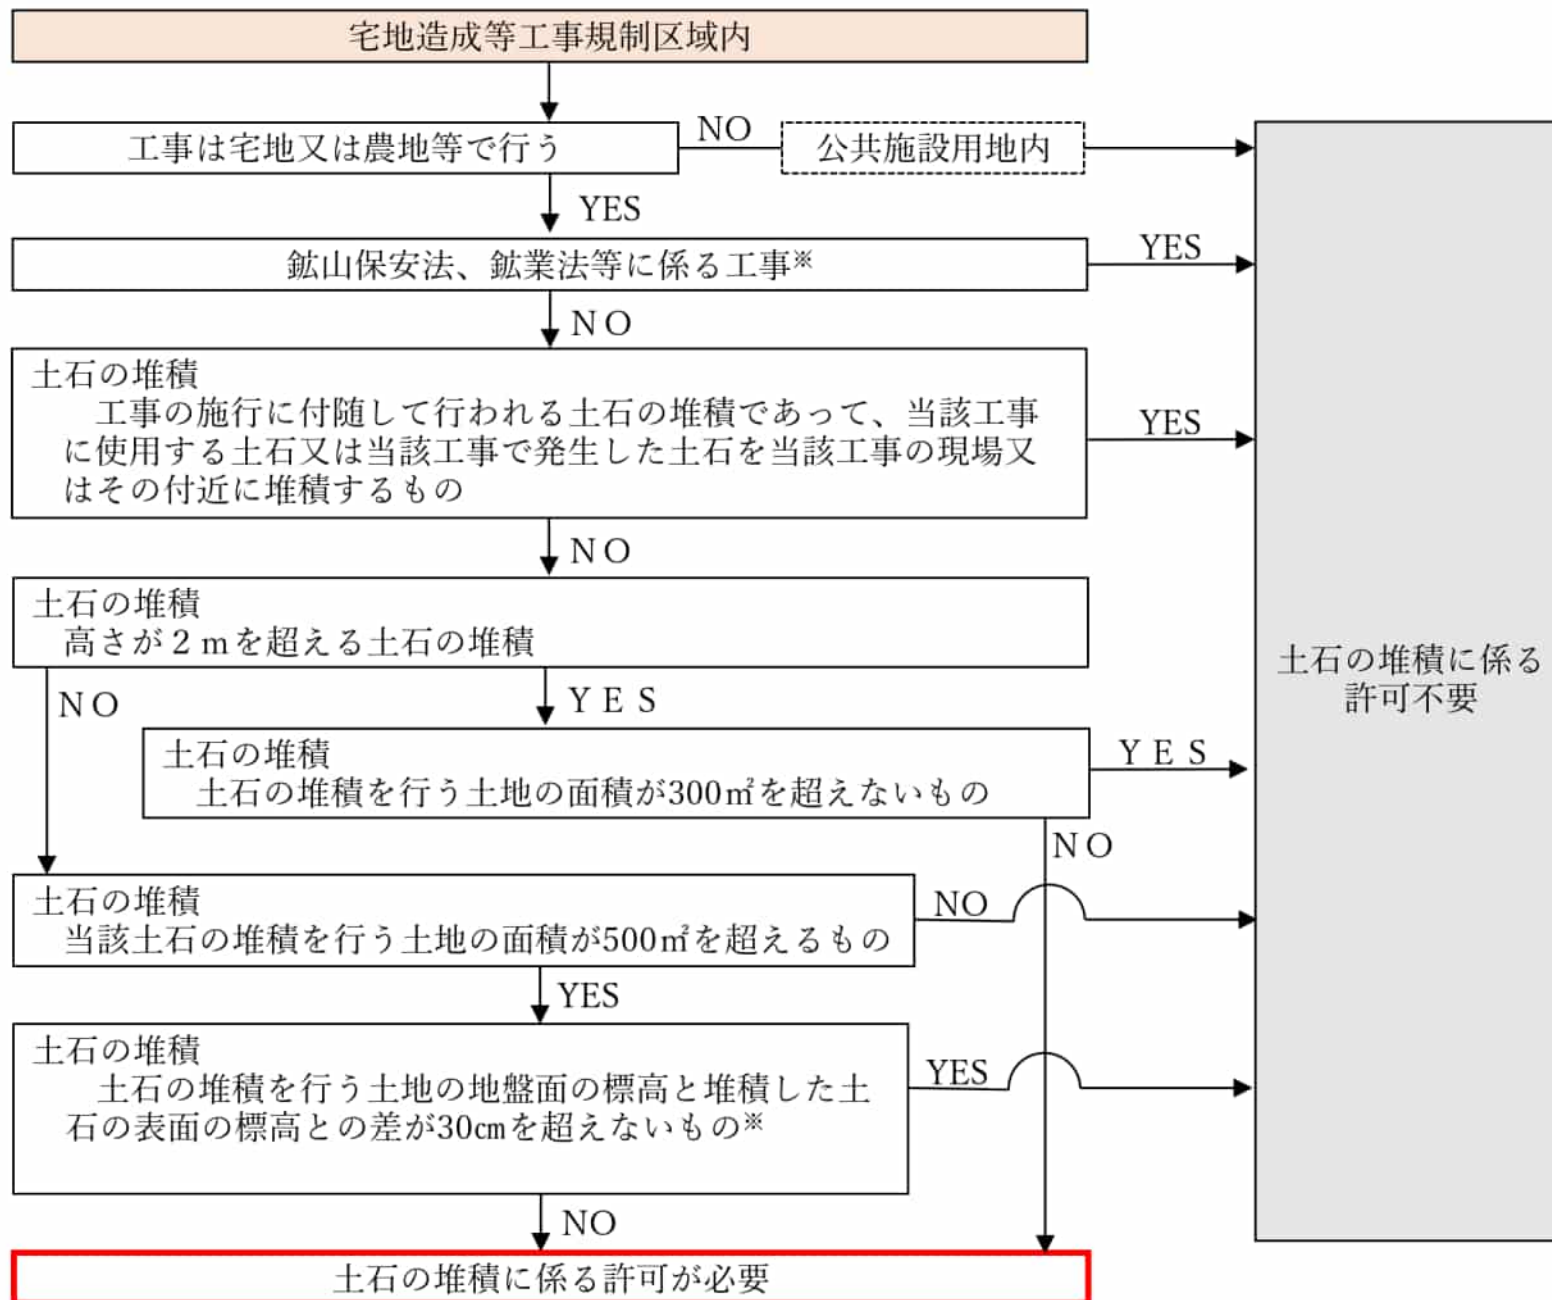 宅地造成等工事規制区域内
工事は宅地又は農地等で行う
NO
公共施設用地内
YES
鉱山保安法、鉱業法等に係る工事※
YES
NO
土石の堆積
工事の施行に付随して行われる土石の堆積であって、当該工事
に使用する土石又は当該工事で発生した土石を当該工事の現場又
はその付近に堆積するもの
YES
NO
土石の堆積
高さが２ｍを超える土石の堆積
NO
YES
土石の堆積
土石の堆積を行う土地の面積が300㎡を超えないもの
YES
NO
土石の堆積
当該土石の堆積を行う土地の面積が500㎡を超えるもの
NO
YES
土石の堆積
土石の堆積を行う土地の地盤面の標高と堆積した土
石の表面の標高との差が30㎝を超えないもの※
YES
NO
土石の堆積に係る許可が必要
土石の堆積に係る
許可不要